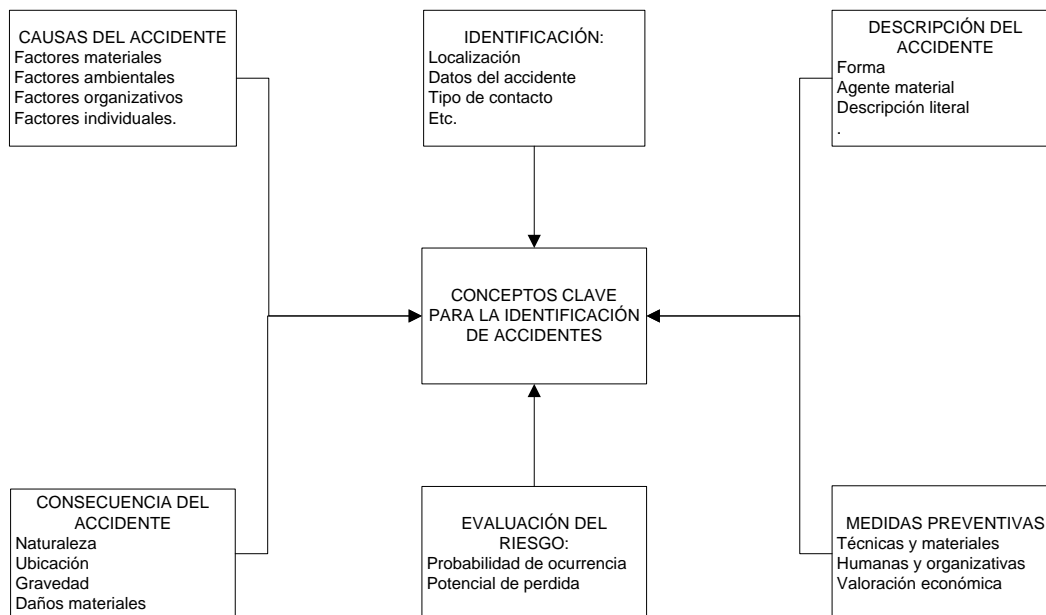 CAUSAS DEL ACCIDENTE
Factores materiales
Factores ambientales
Factores organizativos
Factores individuales.
IDENTIFICACIÓN:
Localización
Datos del accidente
Tipo de contacto
Etc.
DESCRIPCIÓN DEL
ACCIDENTE
Forma
Agente material
Descripción literal
.
CONCEPTOS CLAVE
PARA LA IDENTIFICACIÓN
DE ACCIDENTES
CONSECUENCIA DEL
ACCIDENTE
Naturaleza
Ubicación
Gravedad
Daños materiales
EVALUACIÓN DEL
RIESGO:
Probabilidad de ocurrencia
Potencial de perdida
MEDIDAS PREVENTIVAS:
Técnicas y materiales
Humanas y organizativas
Valoración económica